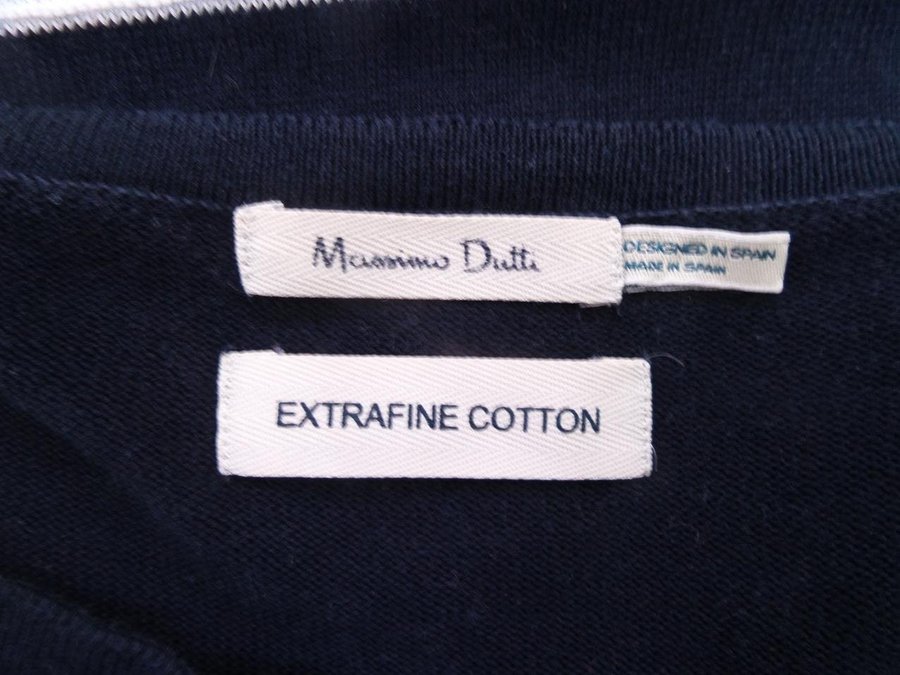 Massimo Dutti
DESIGNED IN SPAIN
MADE IN SPAIN
EXTRAFINE COTTON